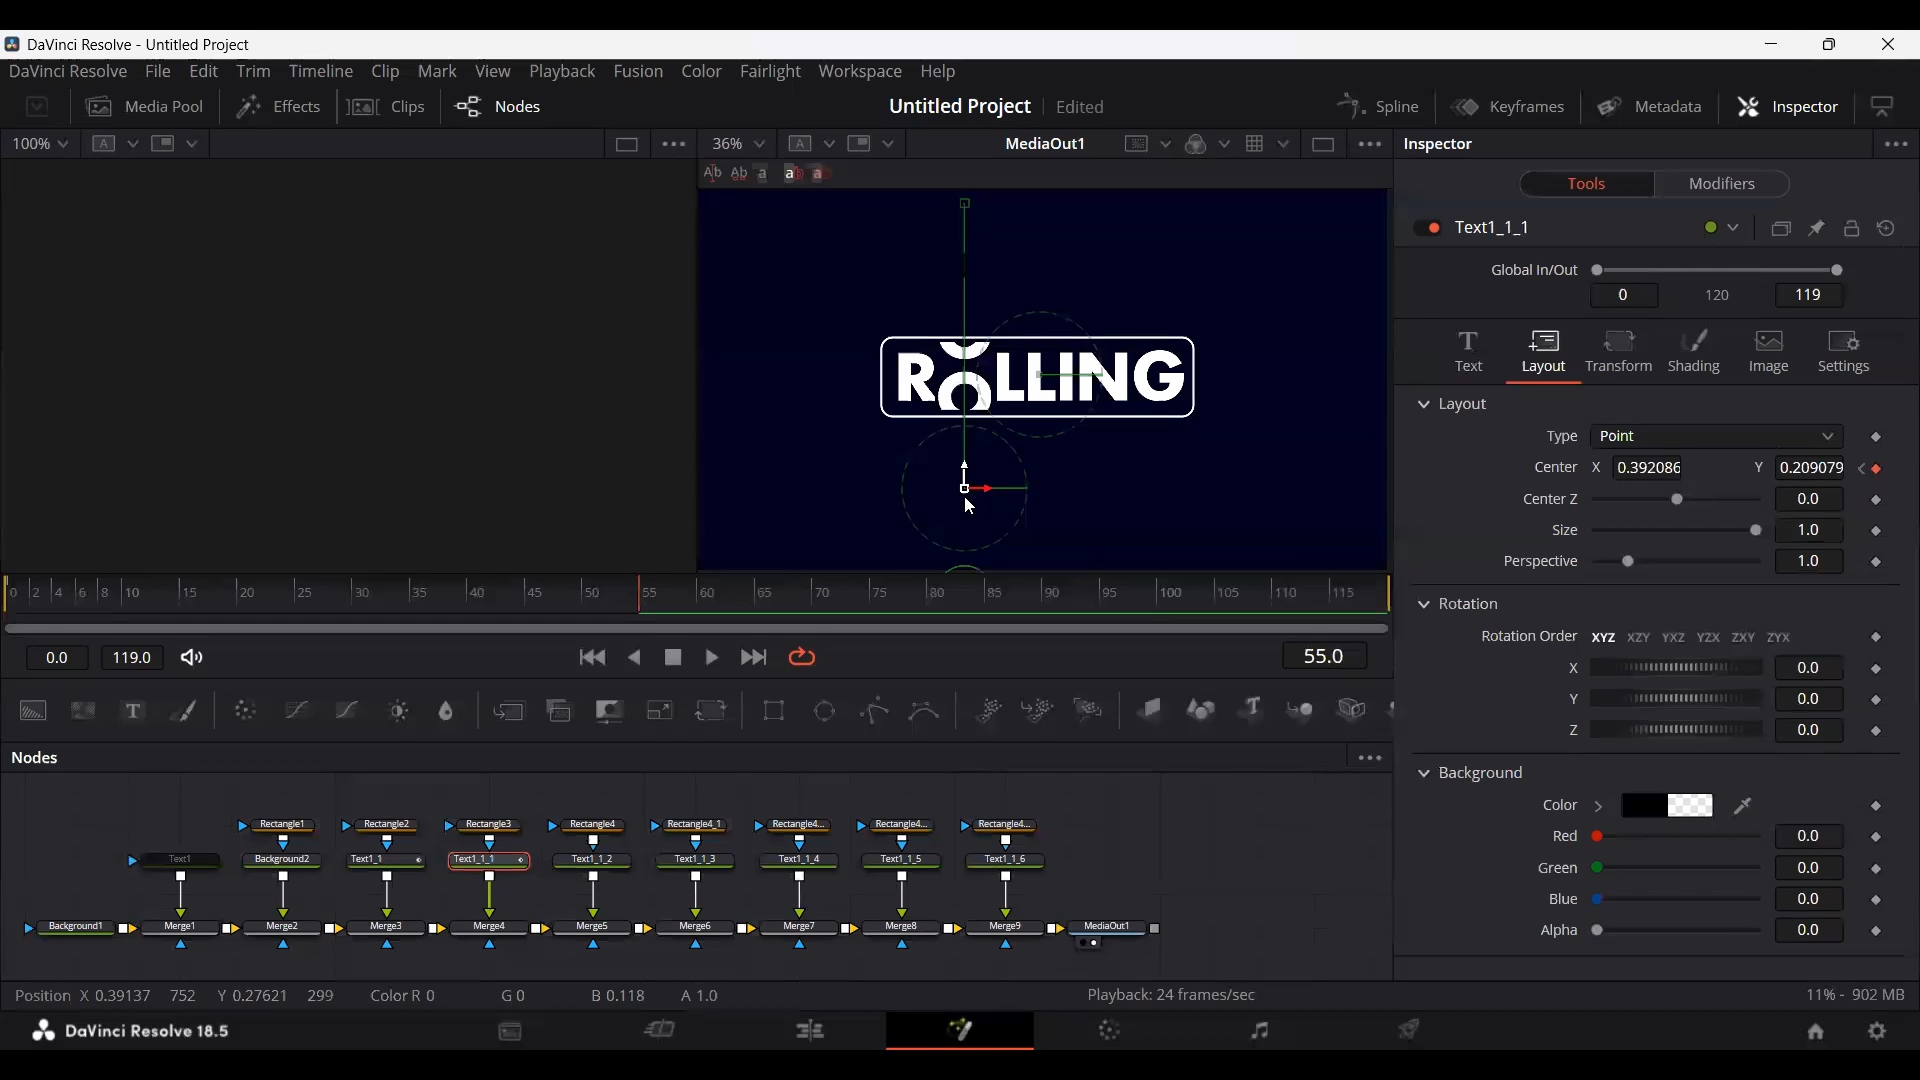 DaVinci Resolve - Untitled Project
DaVinci Resolve File Edit Trim Timeline Clip Mark View Playback Fusion Color Fairlight Workspace Help
Media Pool Effects Clips Nodes Untitled Project Edited Spline Keyframes Metadata Inspector
100% A 36% A MediaOut1 Inspector
Ab Ab a ab a
Tools Modifiers
Text1_1_1
Global In/Out
0 120 119
Text Layout Transform Shading Image Settings
ROLLING
Layout
Type Point
Center X 0.392086 Y 0.209079
Center Z 0.0
Size 1.0
Perspective 1.0
0 2 4 6 8 10 15 20 25 30 35 40 45 50 55 60 65 70 75 80 85 90 95 100 105 110 115
Rotation
Rotation Order XYZ XZY YXZ YZX ZXY ZYX
0.0 119.0 55.0
X 0.0
Y 0.0
Z 0.0
T T
Nodes
Background
Color
Red 0.0
Green 0.0
Blue 0.0
Alpha 0.0
Rectangle1 Rectangle2 Rectangle3 Rectangle4 Rectangle4_1 Rectangle4... Rectangle4... Rectangle4...
Text1 Background2 Text1_1 Text1_1_1 Text1_1_2 Text1_1_3 Text1_1_4 Text1_1_5 Text1_1_6
Background1 Merge1 Merge2 Merge3 Merge4 Merge5 Merge6 Merge7 Merge8 Merge9 MediaOut1
Position X 0.39137 752 Y 0.27621 299 Color R 0 G 0 B 0.118 A 1.0 Playback: 24 frames/sec 11% - 902 MB
DaVinci Resolve 18.5